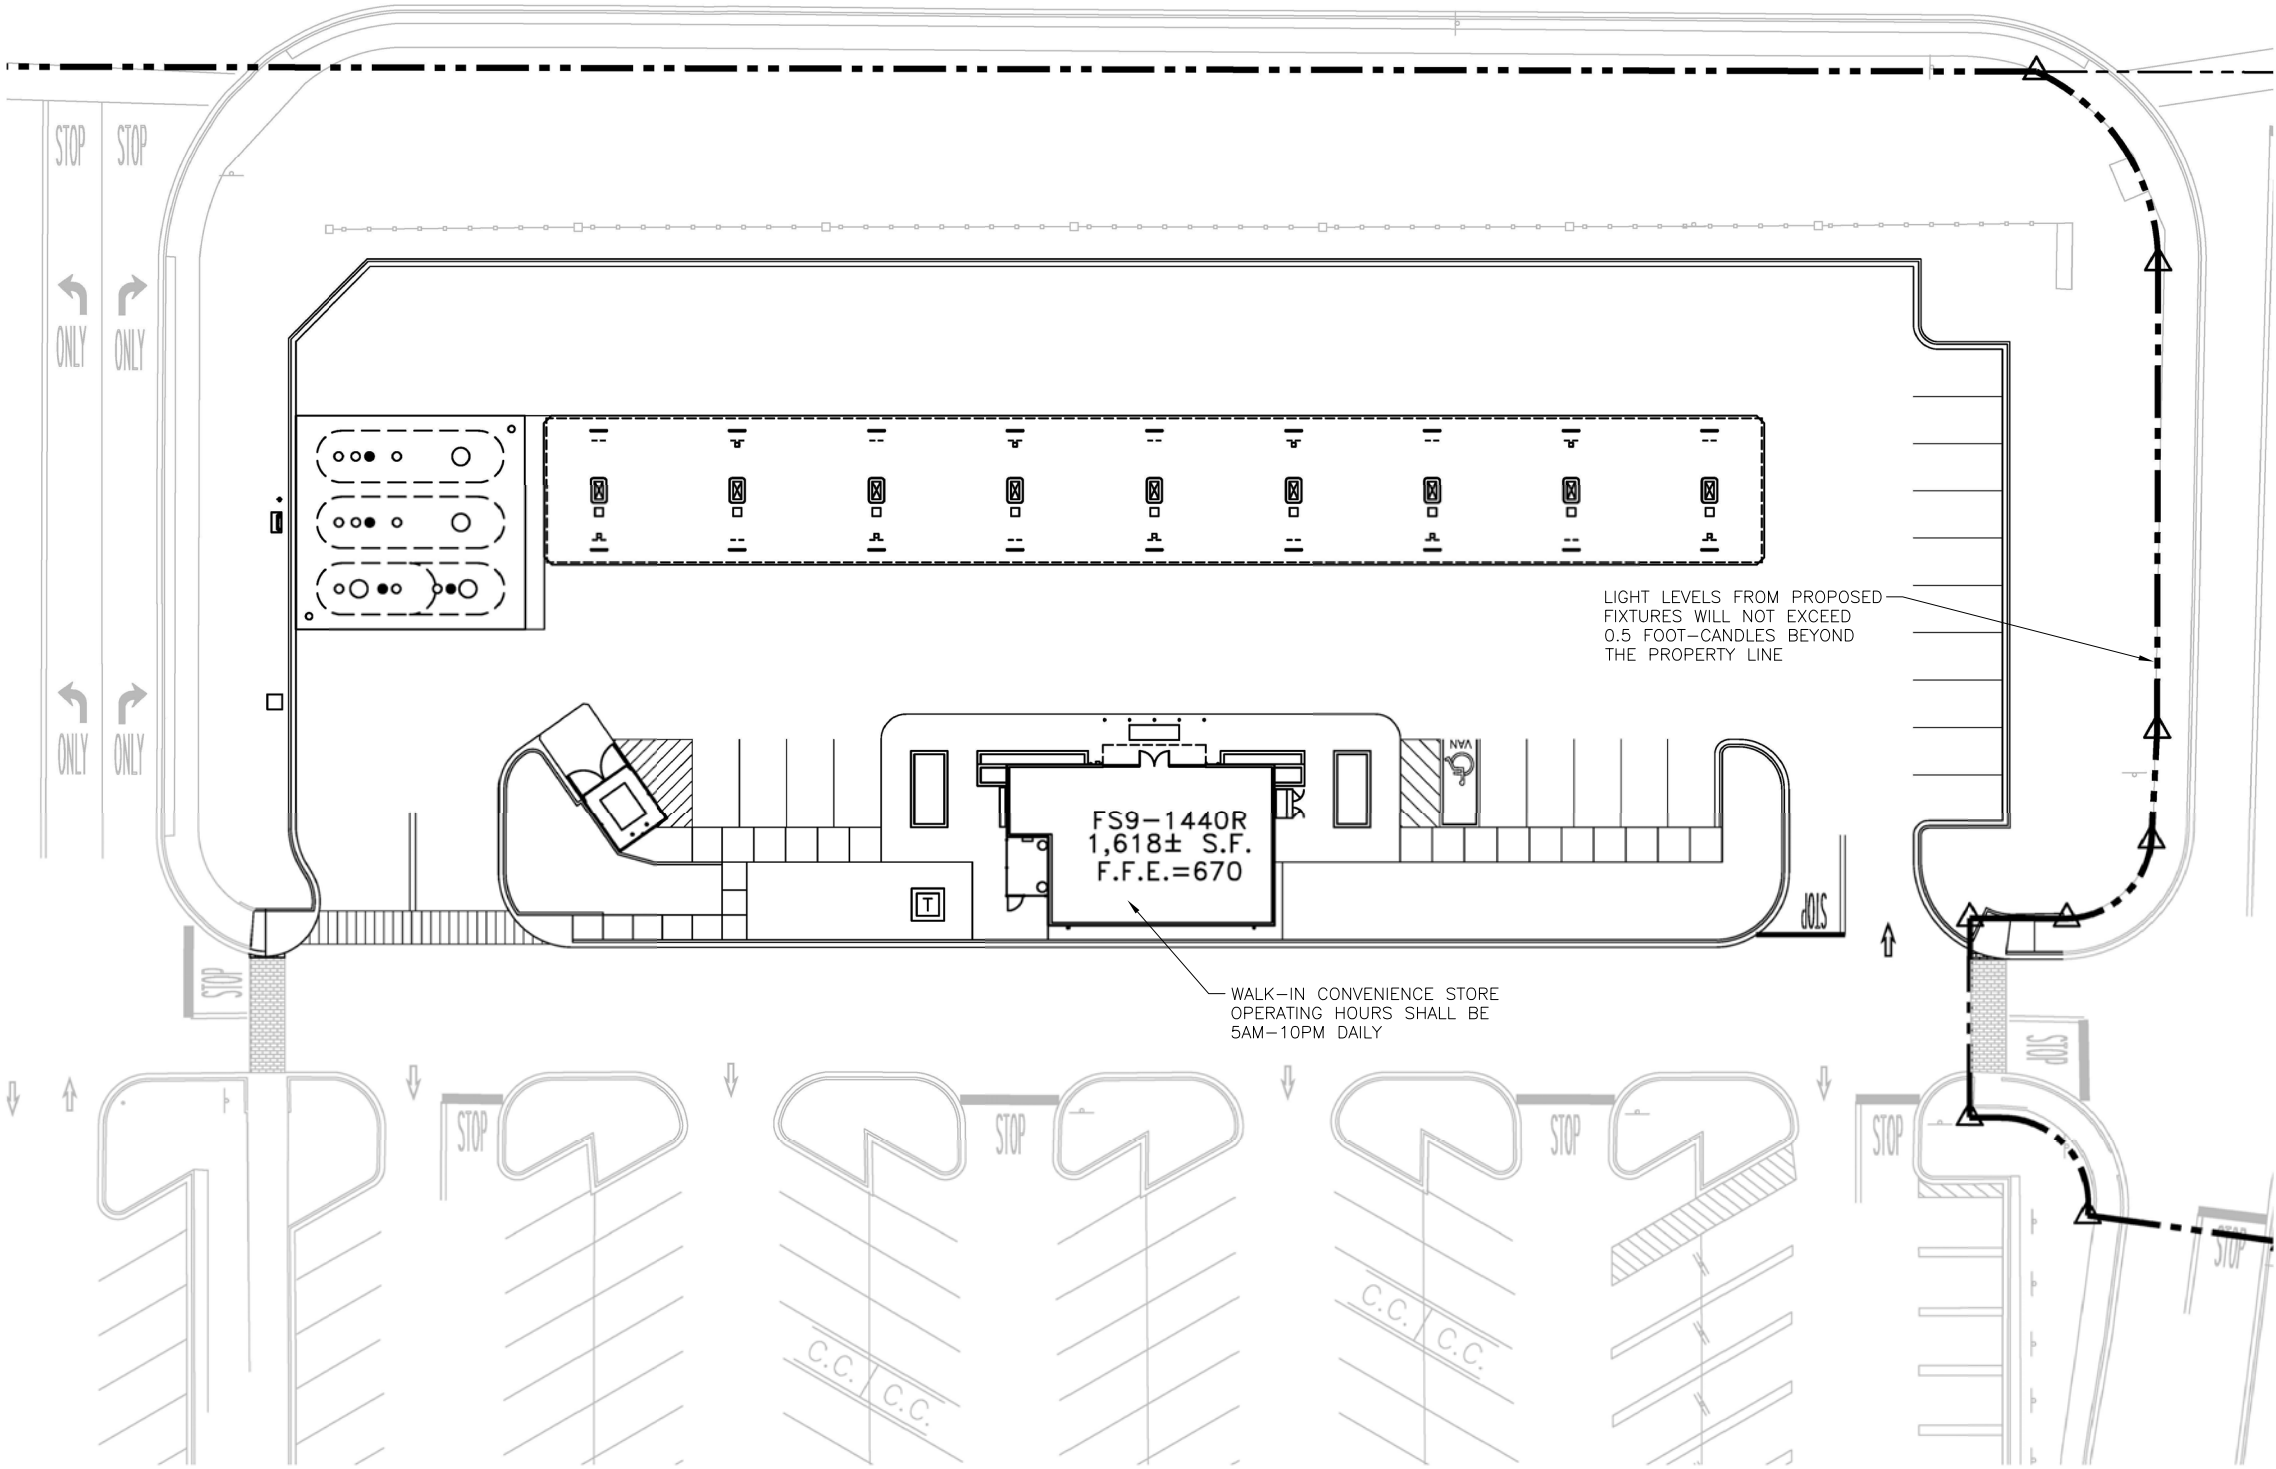 STOP STOP
ONLY ONLY
LIGHT LEVELS FROM PROPOSED
FIXTURES WILL NOT EXCEED
0.5 FOOT-CANDLES BEYOND
THE PROPERTY LINE
ONLY ONLY
VAN
FS9-1440R
1,618± S.F.
F.F.E.=670
T
STOP
STOP
WALK-IN CONVENIENCE STORE
OPERATING HOURS SHALL BE
5AM-10PM DAILY
STOP
STOP STOP STOP STOP
STOP
C.C. C.C.
C.C. C.C.